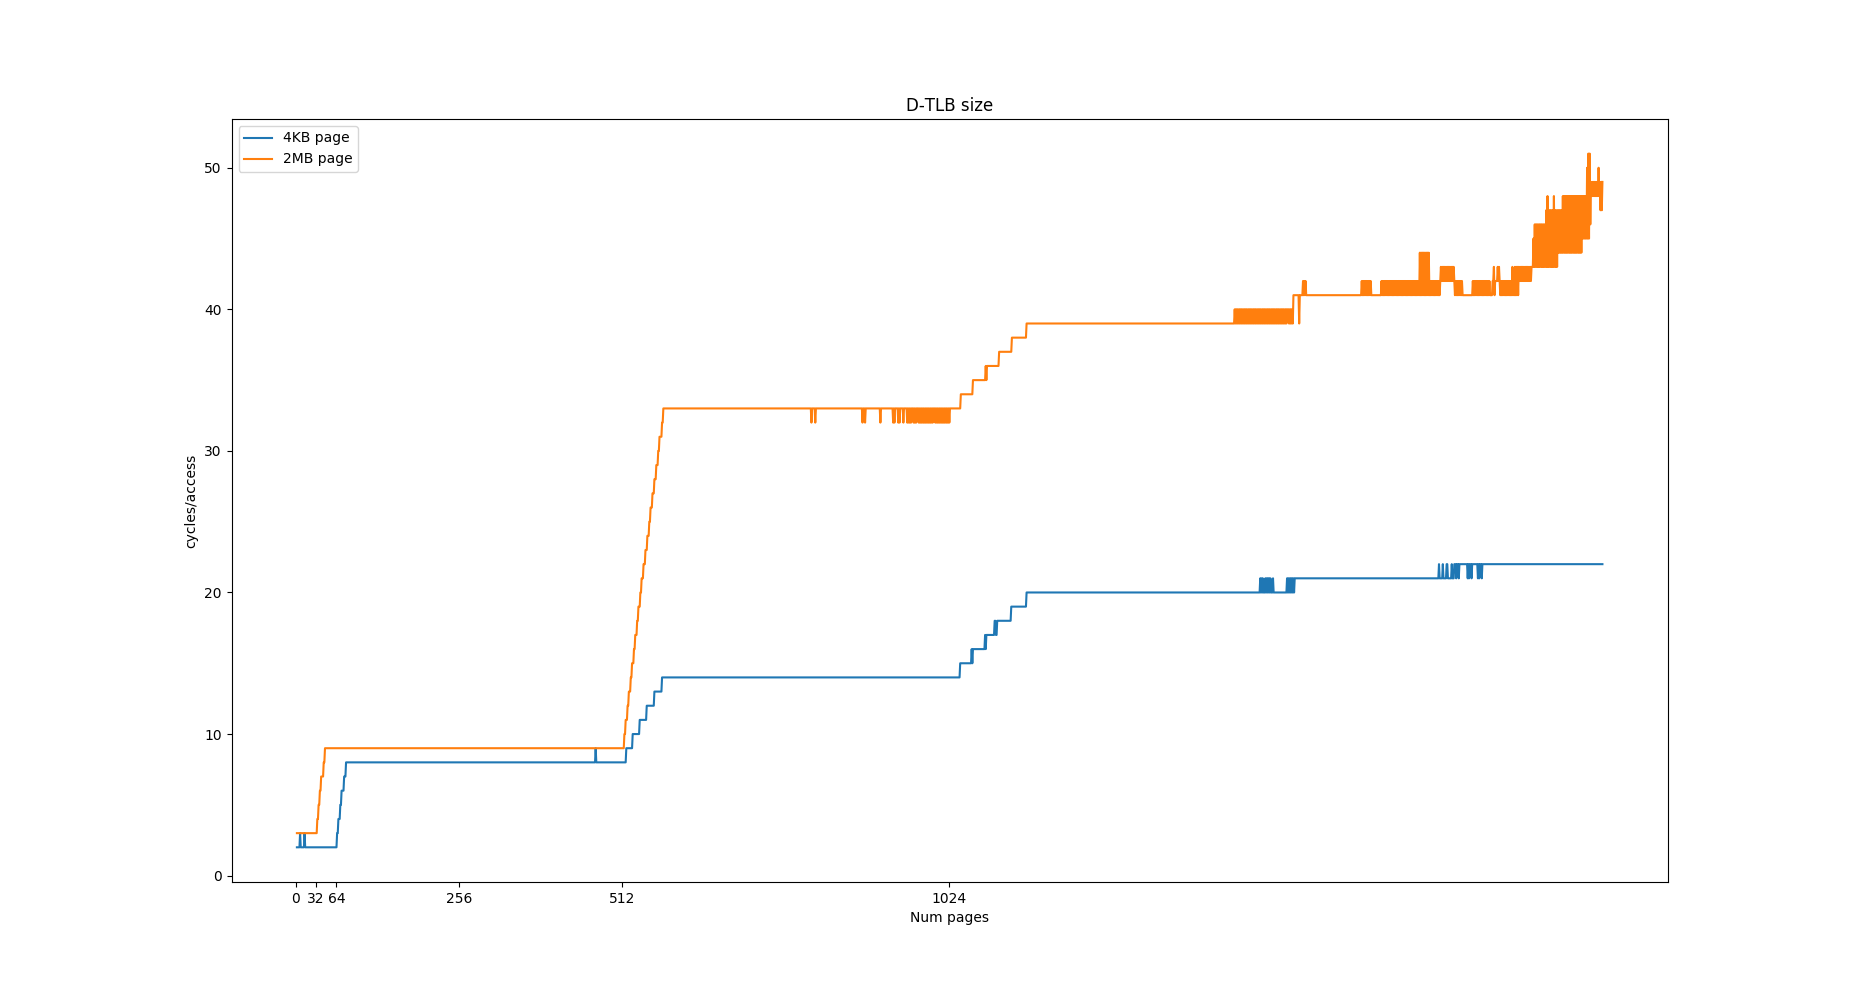 D-TLB size
4KB page
2MB page
50
40
30
20
10
0
cycles/access
0 32 64 256 512 1024
Num pages